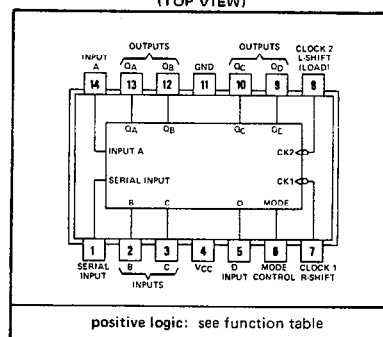 (TOP VIEW)
INPUT A
OUTPUTS
QA QB
GND
OUTPUTS
QC QD
CLOCK 2
L-SHIFT
(LOAD)
14 13 12 11 10 9 8
QA QB QC QD
INPUT A
CK2
SERIAL INPUT
CK1
B C D MODE
1 2 3 4 5 6 7
SERIAL INPUT
B C
INPUTS
VCC
D INPUT
MODE CONTROL
CLOCK 1
R-SHIFT
positive logic: see function table